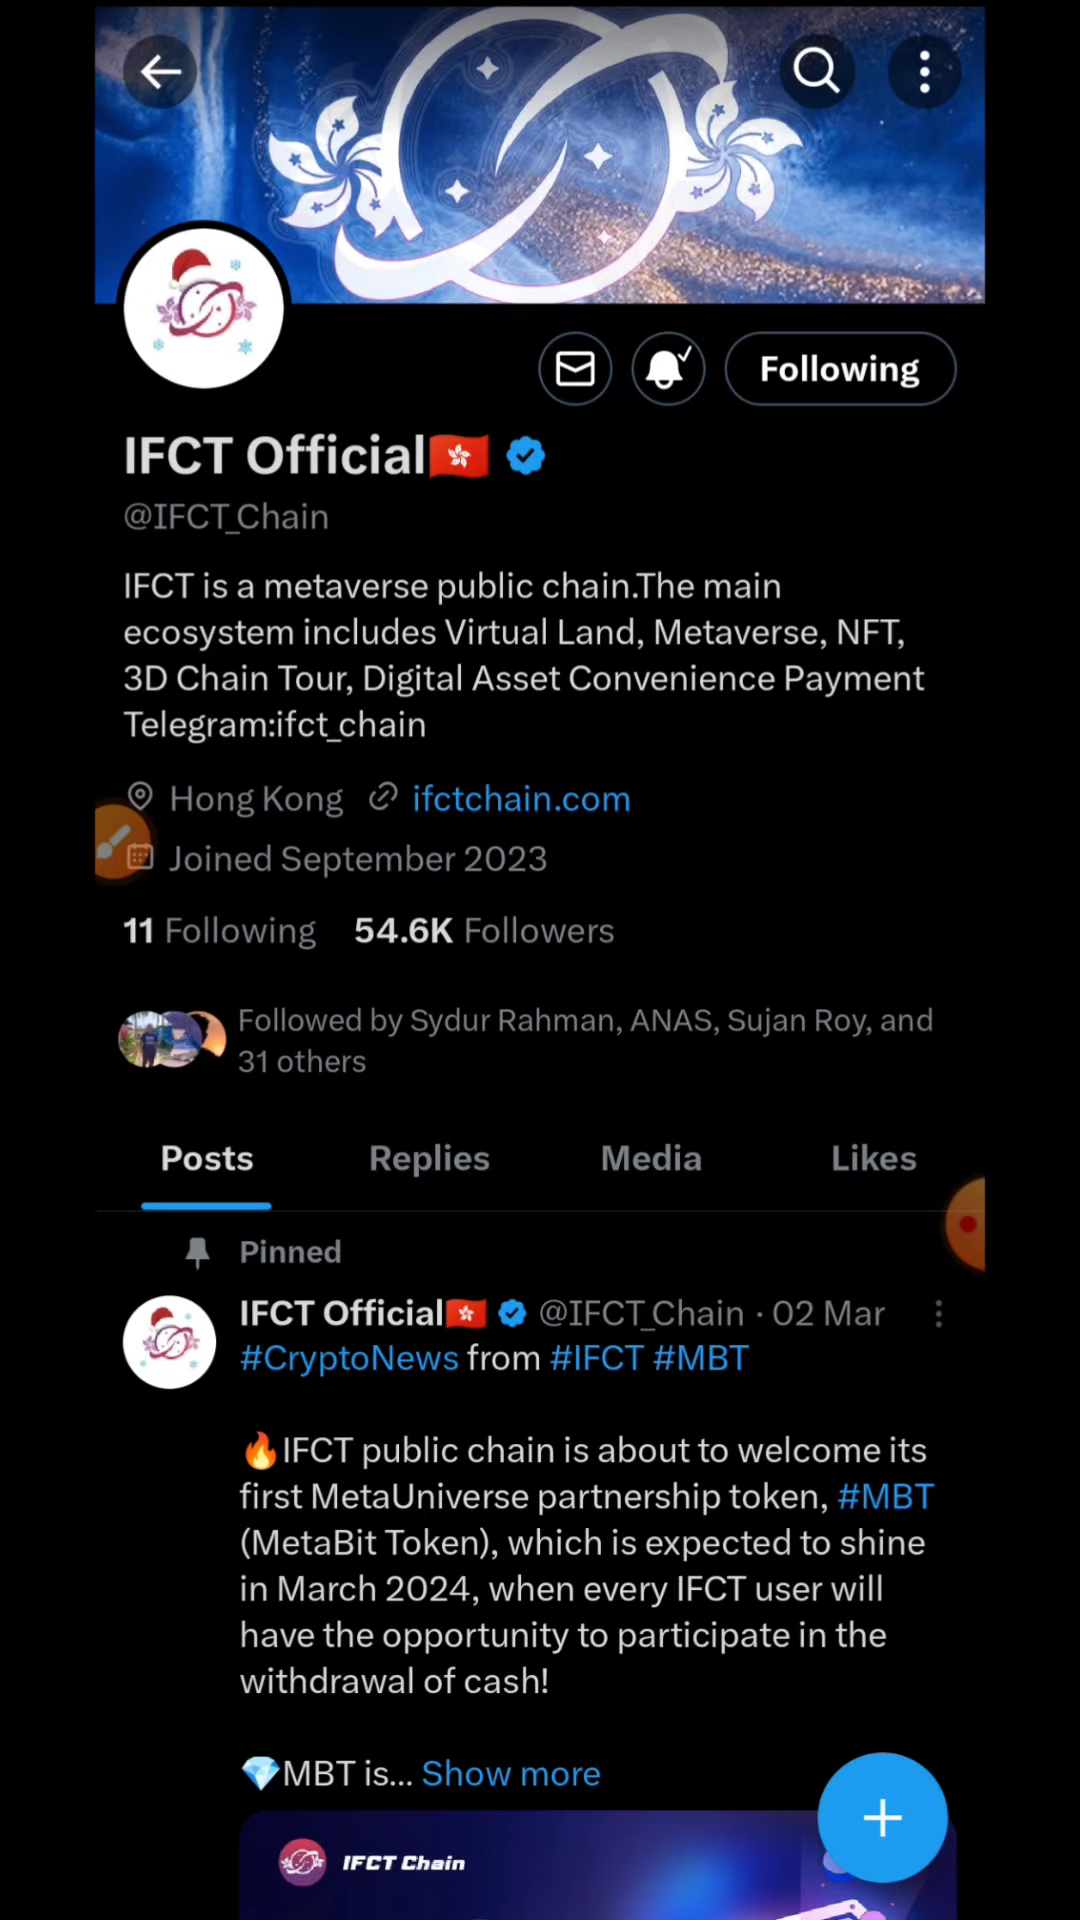 Following
IFCT Official
@IFCT_Chain
IFCT is a metaverse public chain.The main
ecosystem includes Virtual Land, Metaverse, NFT,
3D Chain Tour, Digital Asset Convenience Payment
Telegram:ifct_chain
Hong Kong ifctchain.com
Joined September 2023
11 Following 54.6K Followers
Followed by Sydur Rahman, ANAS, Sujan Roy, and
31 others
Posts Replies Media Likes
Pinned
IFCT Official @IFCT_Chain · 02 Mar
#CryptoNews from #IFCT #MBT
🔥IFCT public chain is about to welcome its
first MetaUniverse partnership token, #MBT
(MetaBit Token), which is expected to shine
in March 2024, when every IFCT user will
have the opportunity to participate in the
withdrawal of cash!
💎MBT is... Show more
IFCT Chain